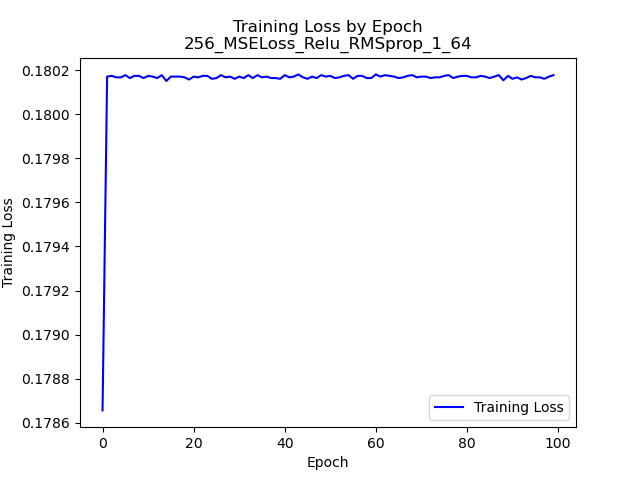 Training Loss by Epoch
256_MSELoss_Relu_RMSprop_1_64
Training Loss
0.1802
0.1800
0.1798
0.1796
0.1794
0.1792
0.1790
0.1788
0.1786
Training Loss
0 20 40 60 80 100
Epoch